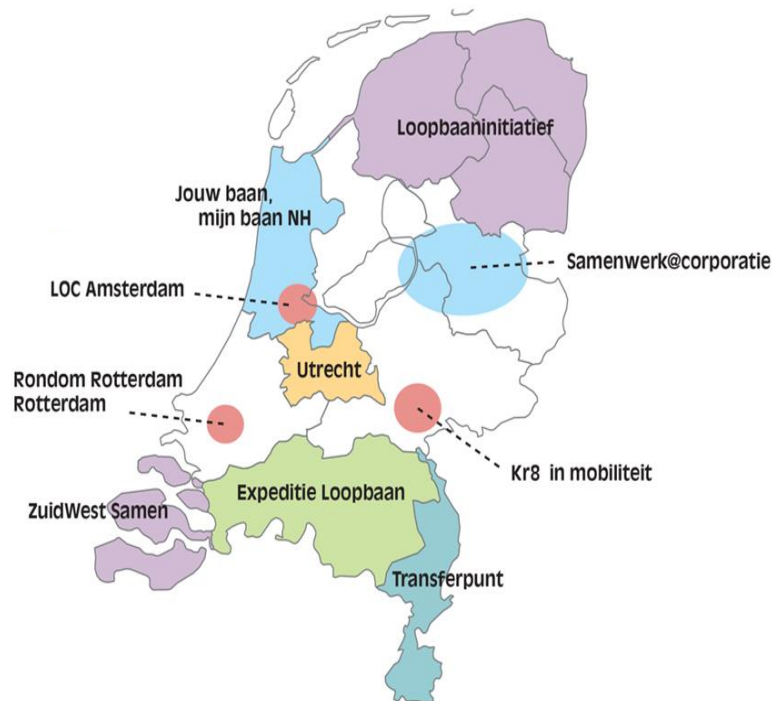 Loopbaaninitiatief
Jouw baan,
mijn baan NH
Samenwerk@corporatie
LOC Amsterdam
Utrecht
Rondom Rotterdam
Rotterdam
Kr8 in mobiliteit
Expeditie Loopbaan
ZuidWest Samen
Transferpunt